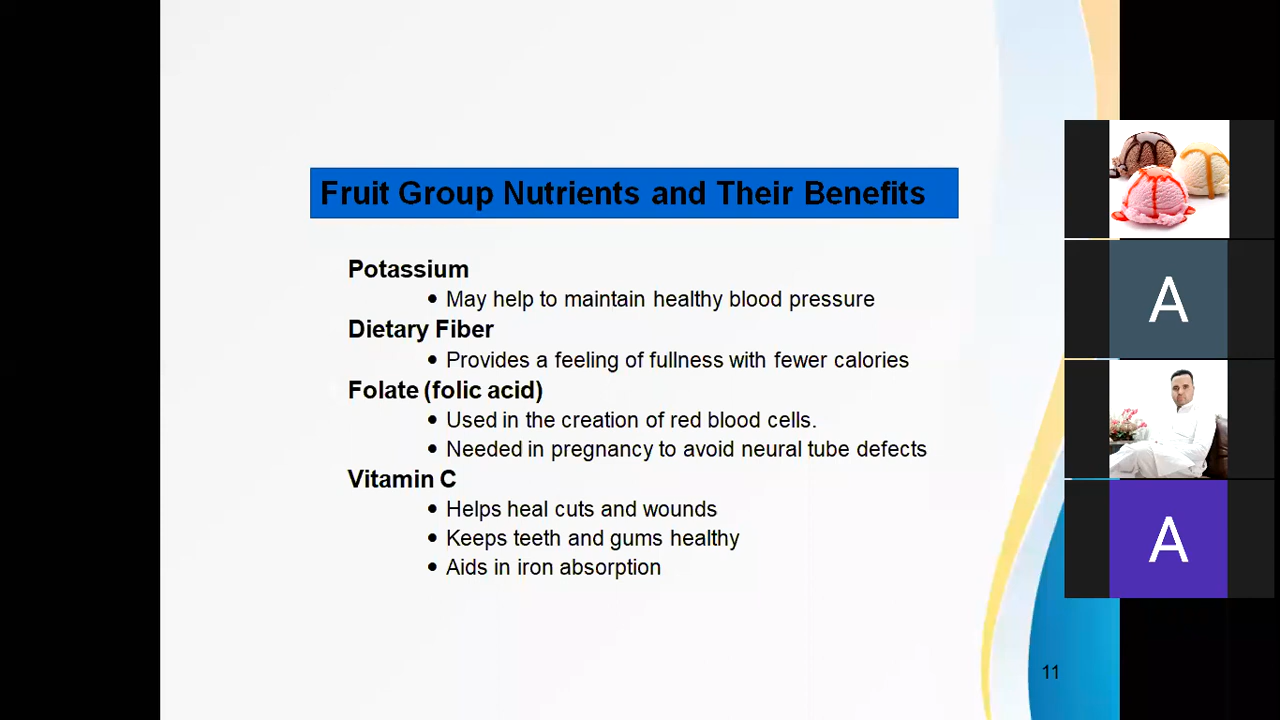 Fruit Group Nutrients and Their Benefits
Potassium
• May help to maintain healthy blood pressure
Dietary Fiber
• Provides a feeling of fullness with fewer calories
Folate (folic acid)
• Used in the creation of red blood cells.
• Needed in pregnancy to avoid neural tube defects
Vitamin C
• Helps heal cuts and wounds
• Keeps teeth and gums healthy
• Aids in iron absorption
11
A
A